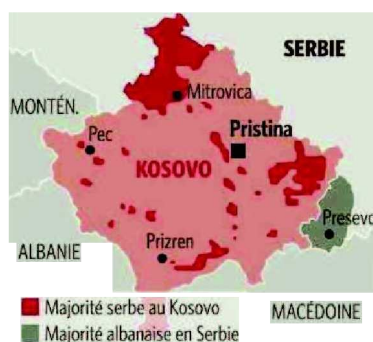 SERBIE
Mitrovica
MONTÉN.
Pristina
Pec
KOSOVO
Presevo
ALBANIE
Prizren
Majorité serbe au Kosovo
MACÉDOINE
Majorité albanaise en Serbie